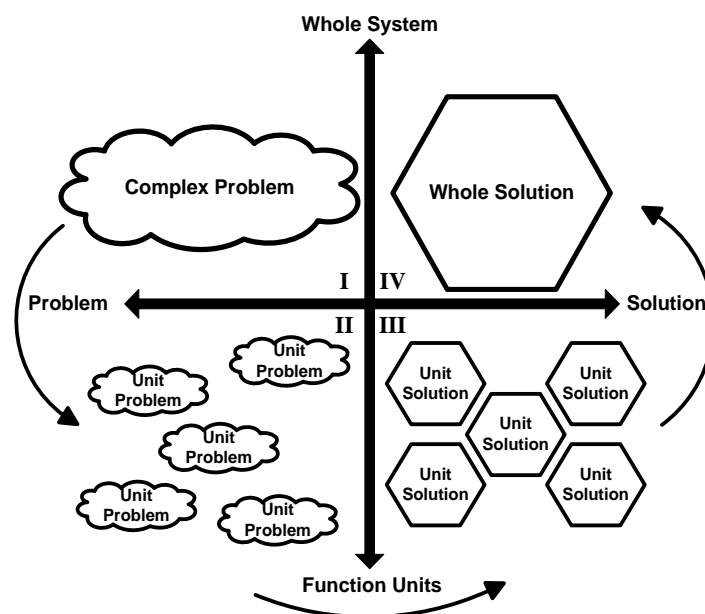 Whole System
Complex Problem
Whole Solution
I
IV
Problem
Solution
II
III
Unit
Problem
Unit
Problem
Unit
Problem
Unit
Problem
Unit
Problem
Unit
Solution
Unit
Solution
Unit
Solution
Unit
Solution
Unit
Solution
Function Units